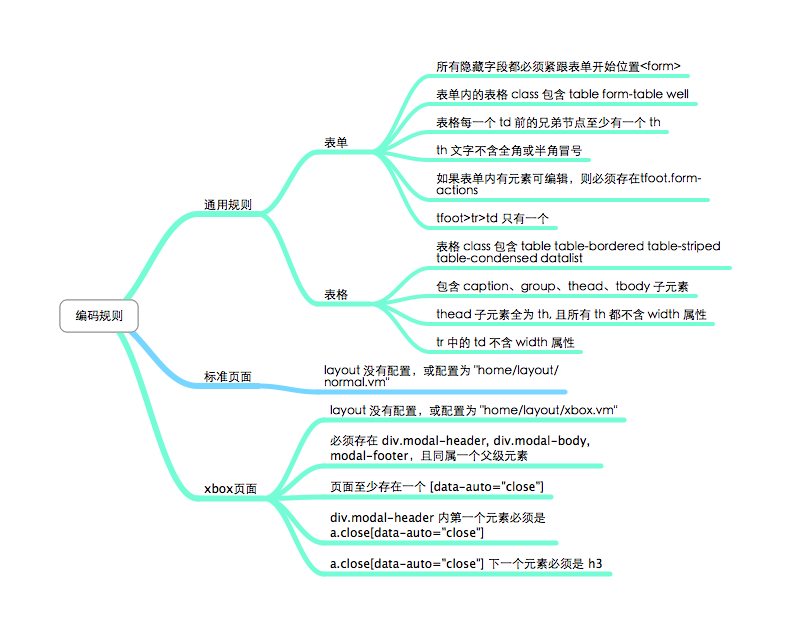 编码规则
通用规则
表单
所有隐藏字段都必须紧跟表单开始位置<form>
表单内的表格 class 包含 table form-table well
表格每一个 td 前的兄弟节点至少有一个 th
th 文字不含全角或半角冒号
如果表单内有元素可编辑，则必须存在tfoot.form-
actions
tfoot>tr>td 只有一个
表格
表格 class 包含 table table-bordered table-striped
table-condensed datalist
包含 caption、group、thead、tbody 子元素
thead 子元素全为 th, 且所有 th 都不含 width 属性
tr 中的 td 不含 width 属性
标准页面
layout 没有配置，或配置为 "home/layout/
normal.vm"
xbox页面
layout 没有配置，或配置为 "home/layout/xbox.vm"
必须存在 div.modal-header, div.modal-body,
modal-footer，且同属一个父级元素
页面至少存在一个 [data-auto="close"]
div.modal-header 内第一个元素必须是
a.close[data-auto="close"]
a.close[data-auto="close"] 下一个元素必须是 h3